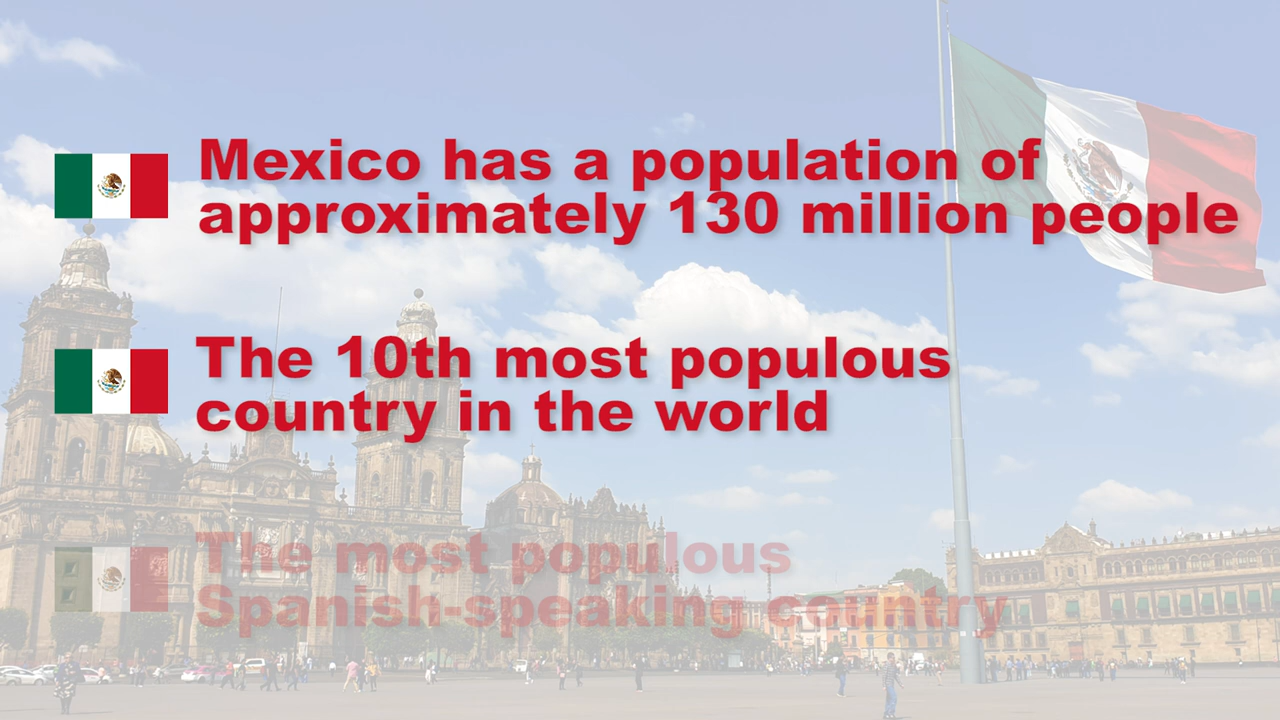 Mexico has a population of
approximately 130 million people
The 10th most populous
country in the world
The most populous
Spanish-speaking country